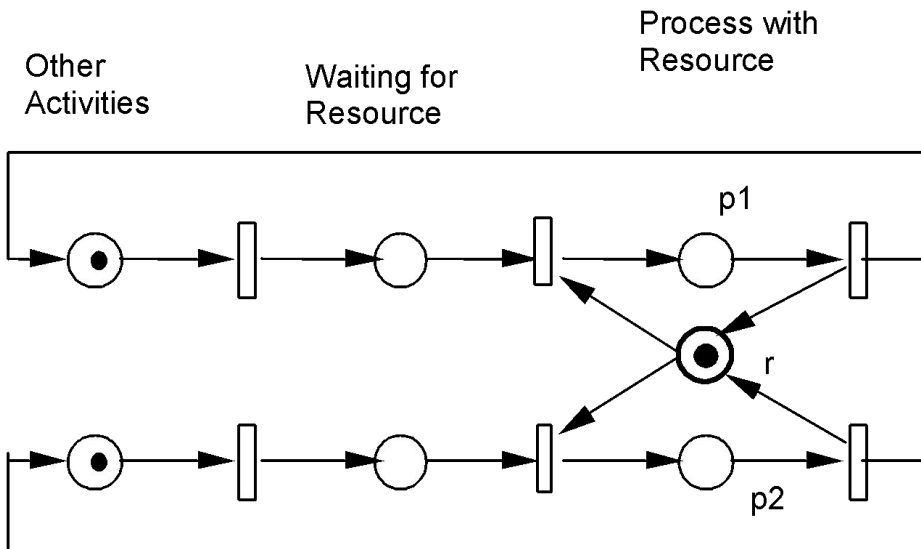 Other
Activities
Waiting for
Resource
Process with
Resource
p1
r
p2